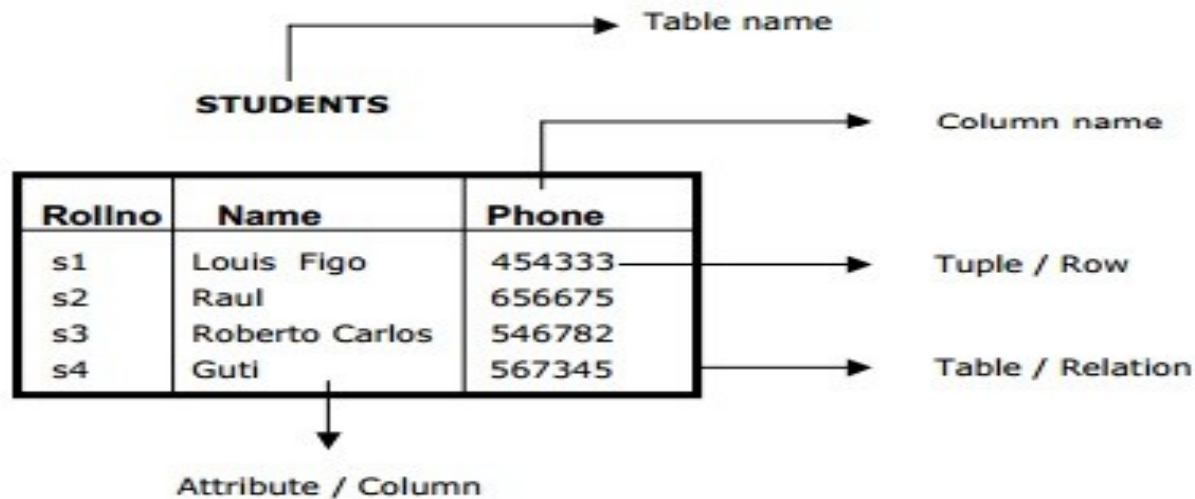 Table name
STUDENTS
Column name
Rollno Name Phone
s1 Louis Figo 454333 Tuple / Row
s2 Raul 656675
s3 Roberto Carlos 546782
s4 Guti 567345 Table / Relation
Attribute / Column